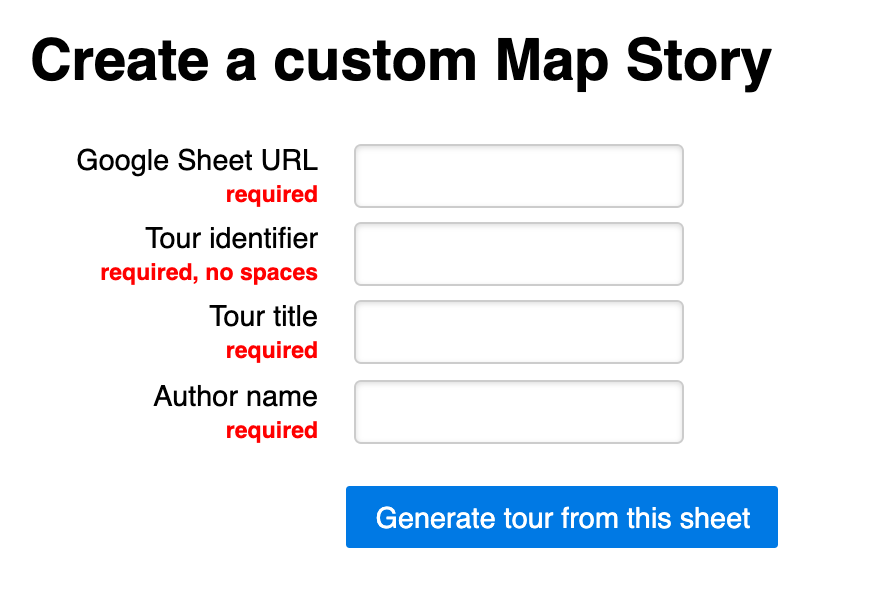 Create a custom Map Story
Google Sheet URL
required
Tour identifier
required, no spaces
Tour title
required
Author name
required
Generate tour from this sheet